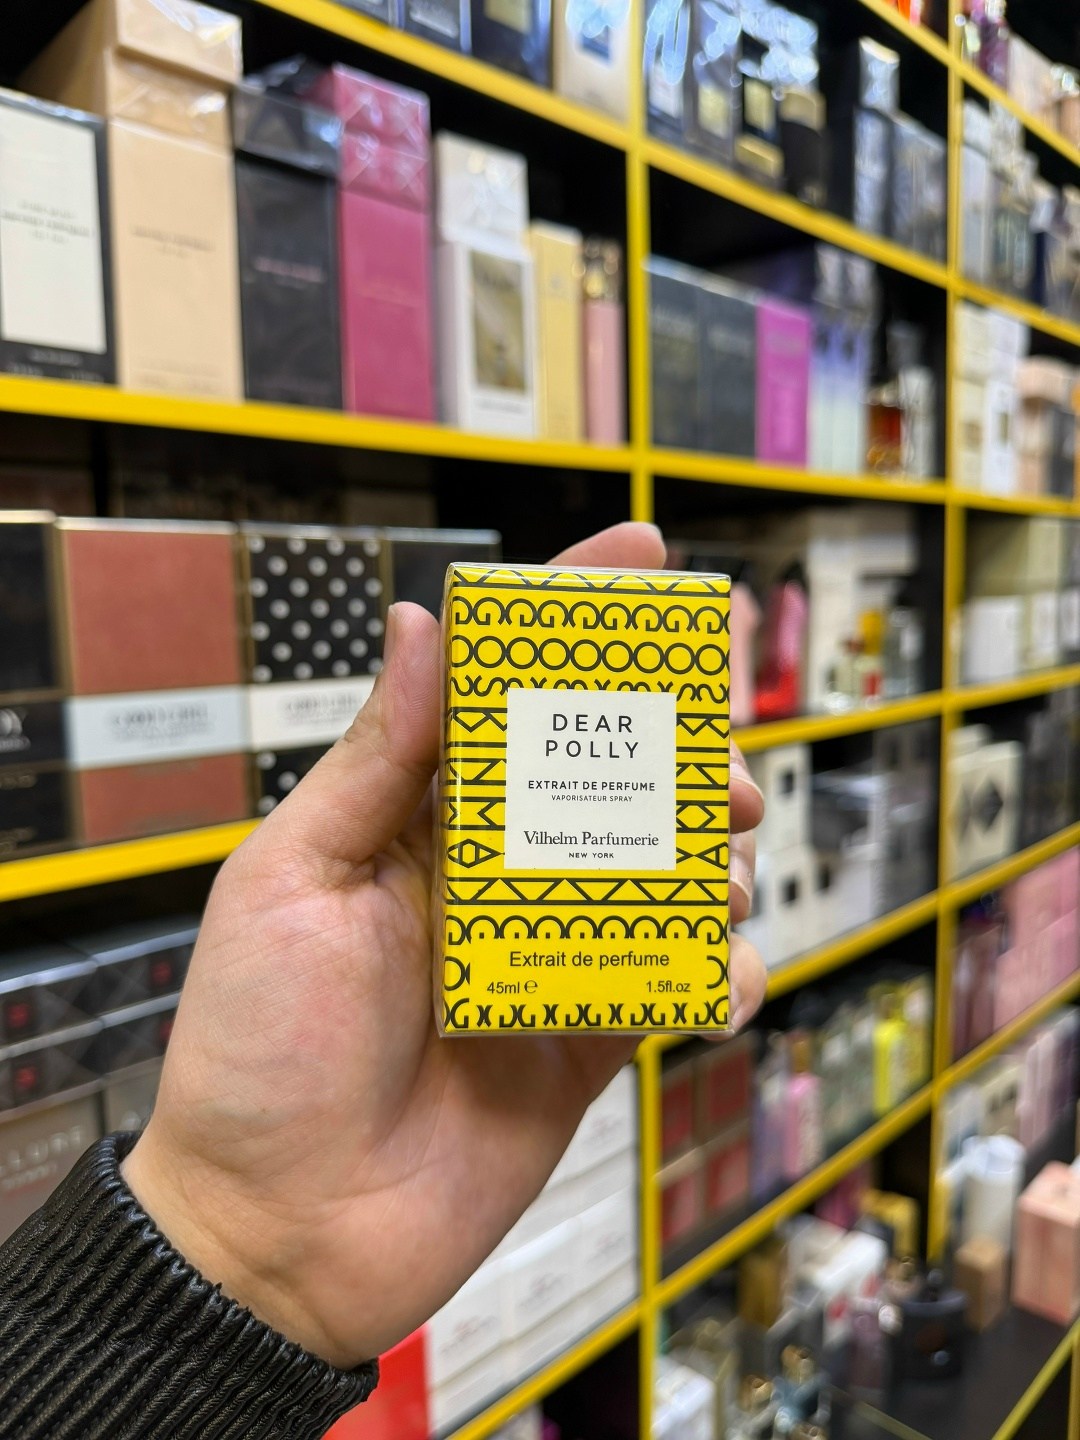 DEAR
POLLY
EXTRAIT DE PERFUME
VAPORISATEUR SPRAY
Vilhelm Parfumerie
NEW YORK
Extrait de perfume
45ml ℮ 1.5fl.oz